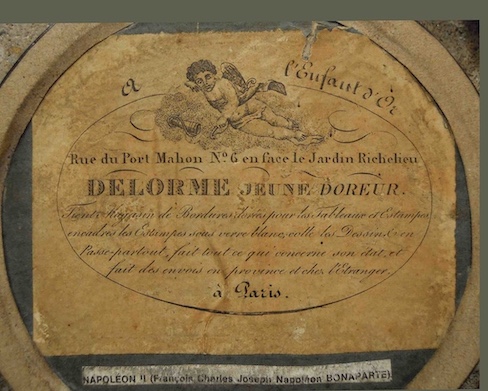 A l'Enfant d'Or
Rue du Port Mahon Nº 6 en face le Jardin Richelieu
DELORME JEUNE DOREUR.
Tient Magasin de Bordures dorées pour les Tableaux et Estampes
encadre les Estampes sous verre blanc, colle les Dessins en
Passe-partout, fait tout ce qui concerne son état, et
fait des envois en province et chez l'Etranger,
à Paris.
NAPOLEON II (François Charles Joseph Napoléon BONAPARTE)